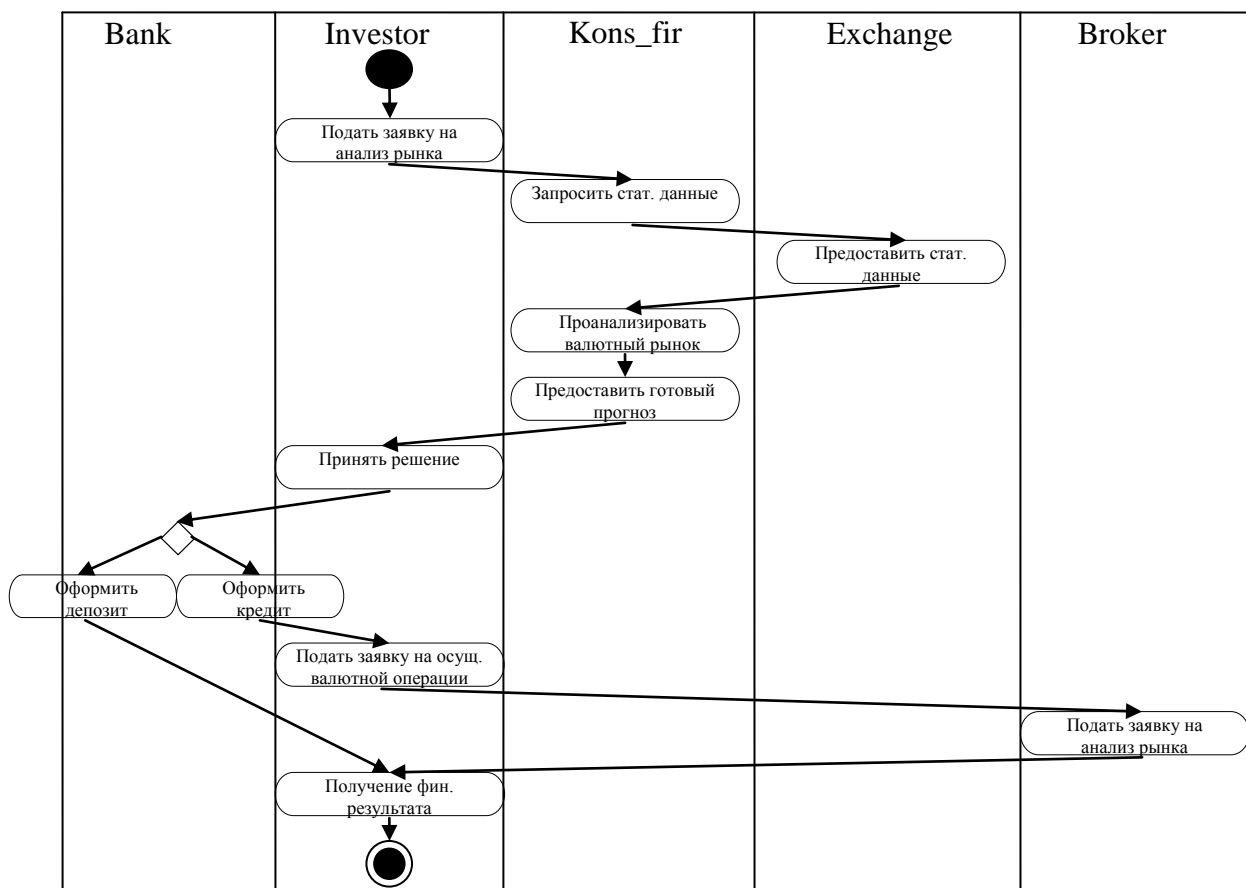 Bank
Investor
Kons_fir
Exchange
Broker
Подать заявку на
анализ рынка
Запросить стат. данные
Предоставить стат.
данные
Проанализировать
валютный рынок
Предоставить готовый
прогноз
Принять решение
Оформить
депозит
Оформить
кредит
Подать заявку на осущ.
валютной операции
Подать заявку на
анализ рынка
Получение фин.
результата